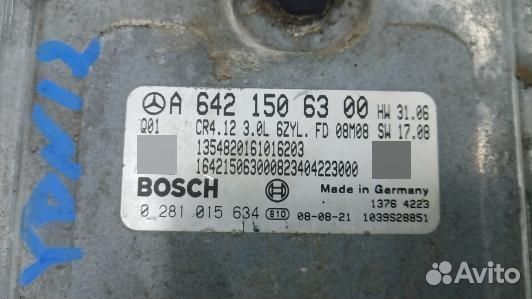 A 642 150 63 00 HW 31.06
Q01 CR4.12 3.0L 6ZYL. FD 08M08 SW 17.08
1354820161016203
164215063000823404223000
BOSCH Made in Germany
1376 4223
0 281 015 634 810 08-08-21 1039S28851
Avito